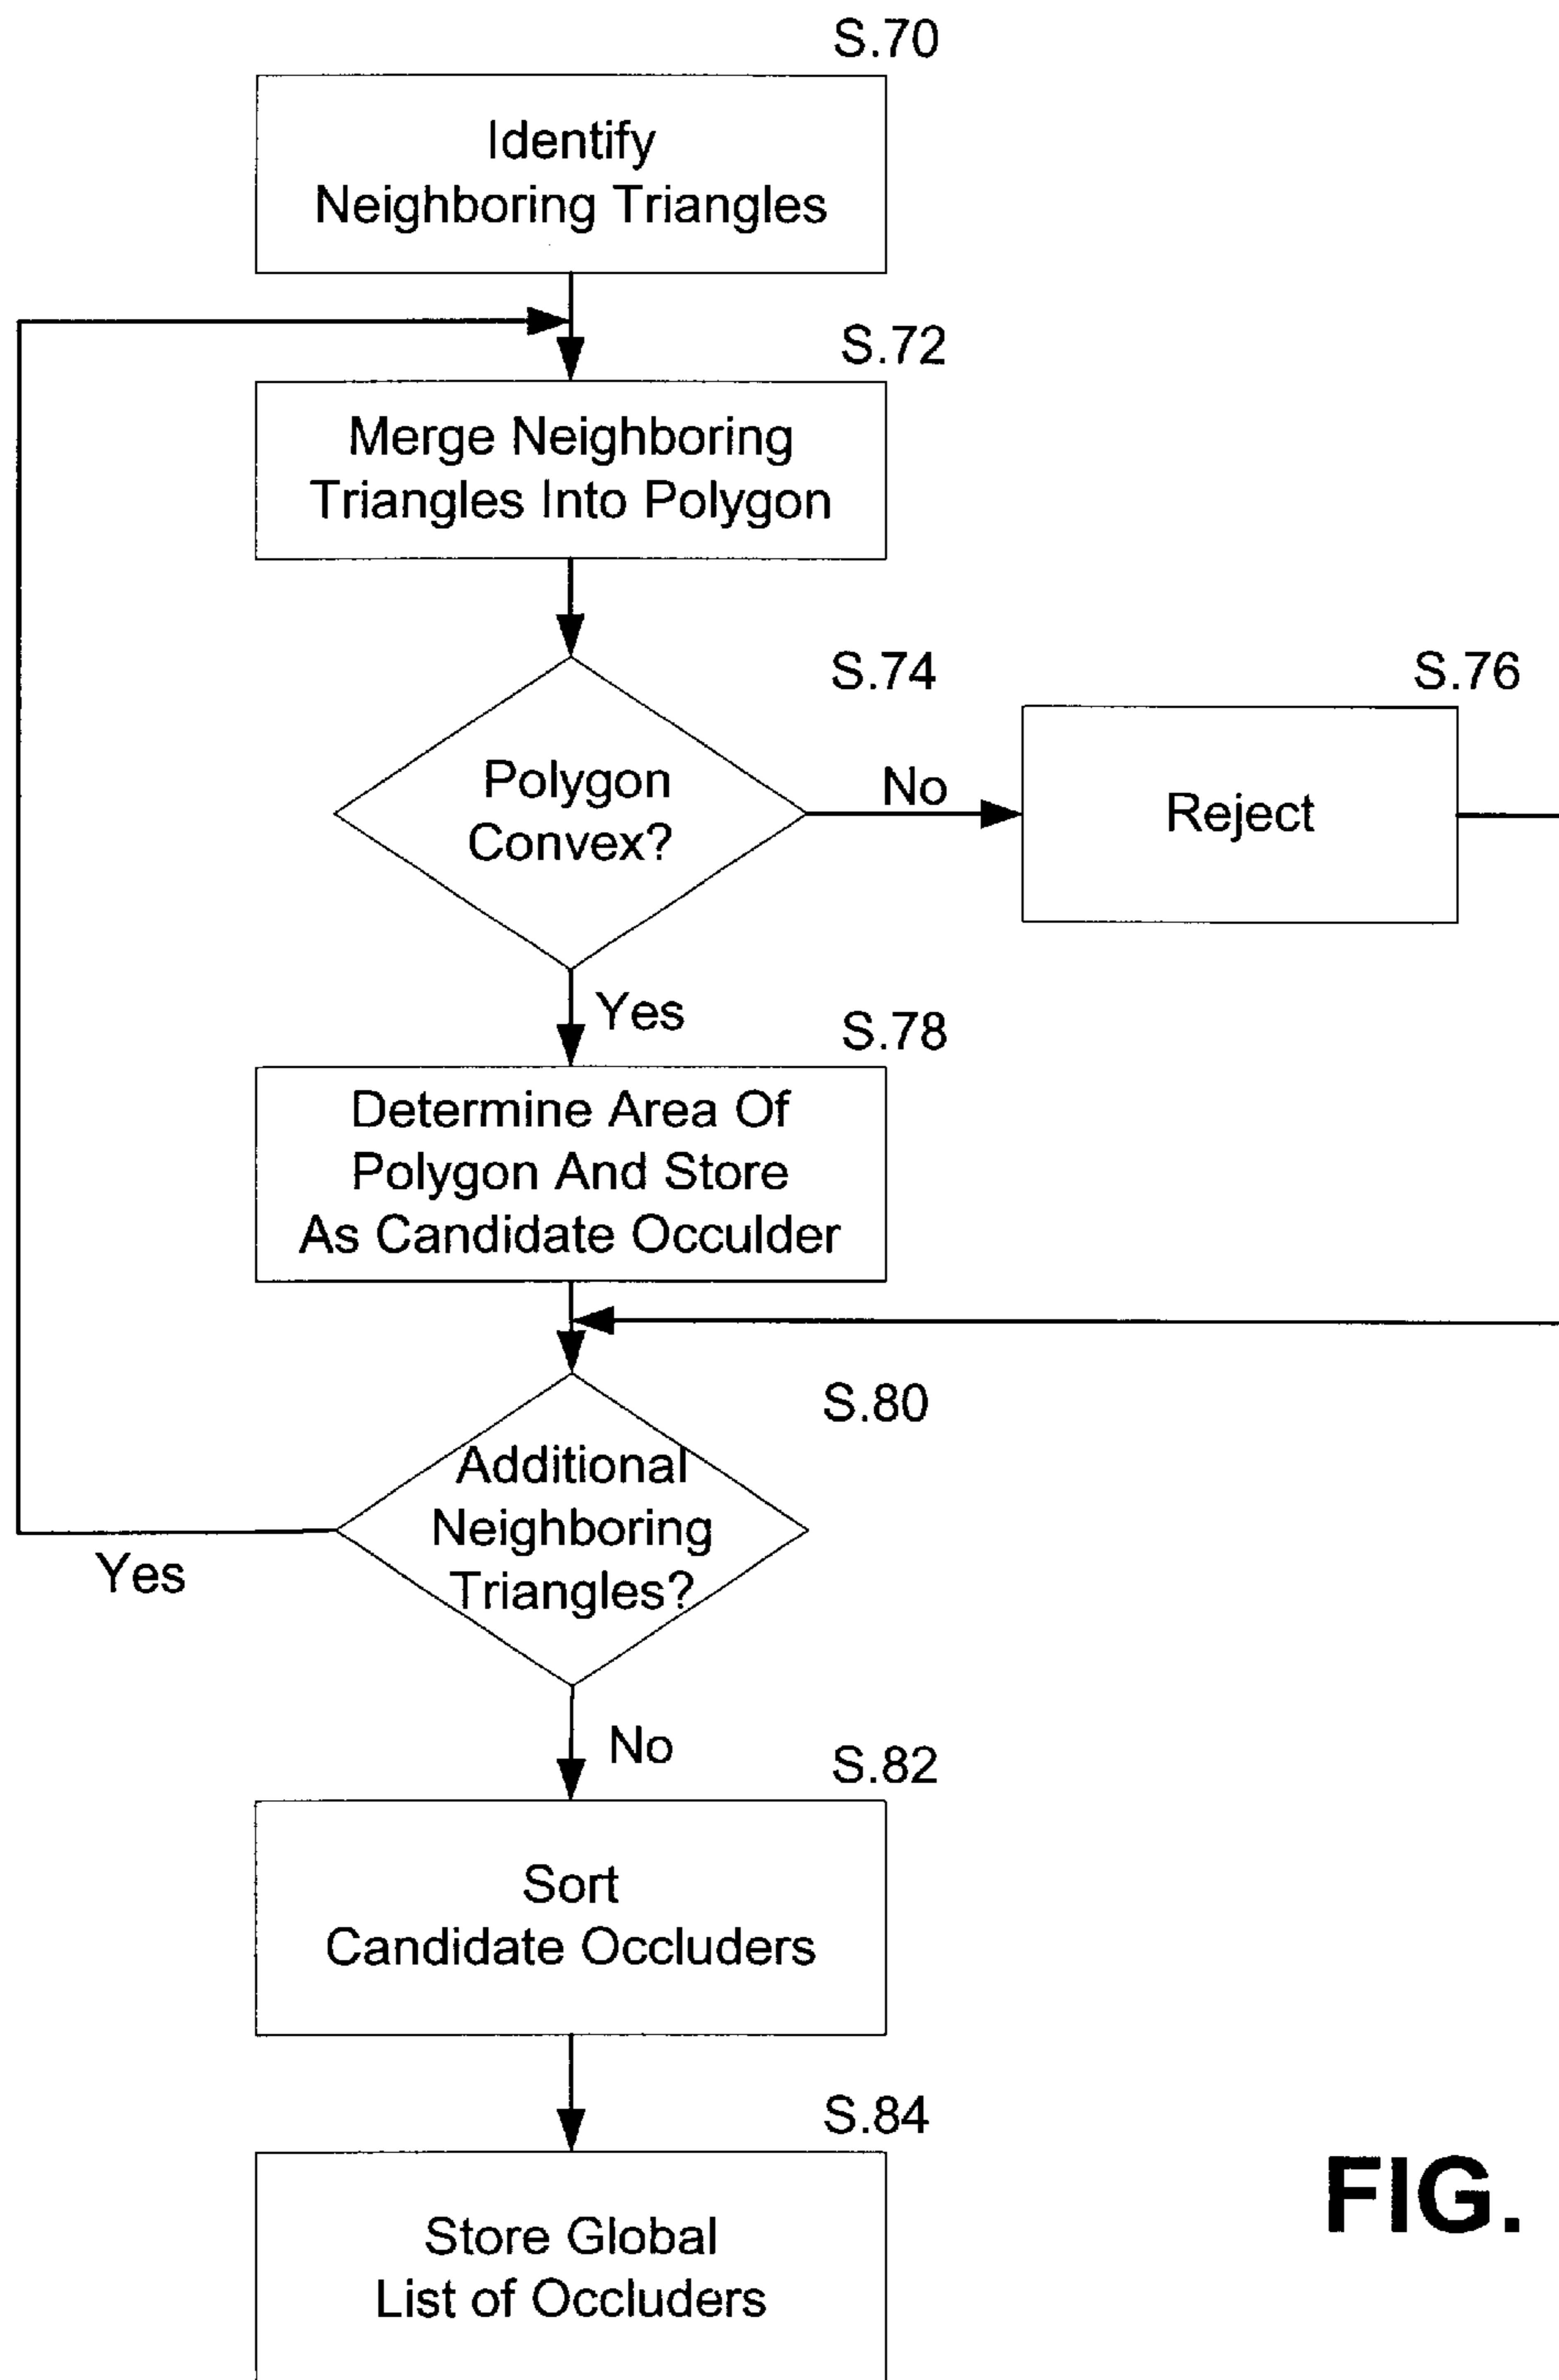 S.70
Identify
Neighboring Triangles
S.72
Merge Neighboring
Triangles Into Polygon
S.74
Polygon
Convex?
No
S.76
Reject
Yes
S.78
Determine Area Of
Polygon And Store
As Candidate Occulder
S.80
Additional
Neighboring
Triangles?
Yes
No
S.82
Sort
Candidate Occluders
S.84
Store Global
List of Occluders
FIG.